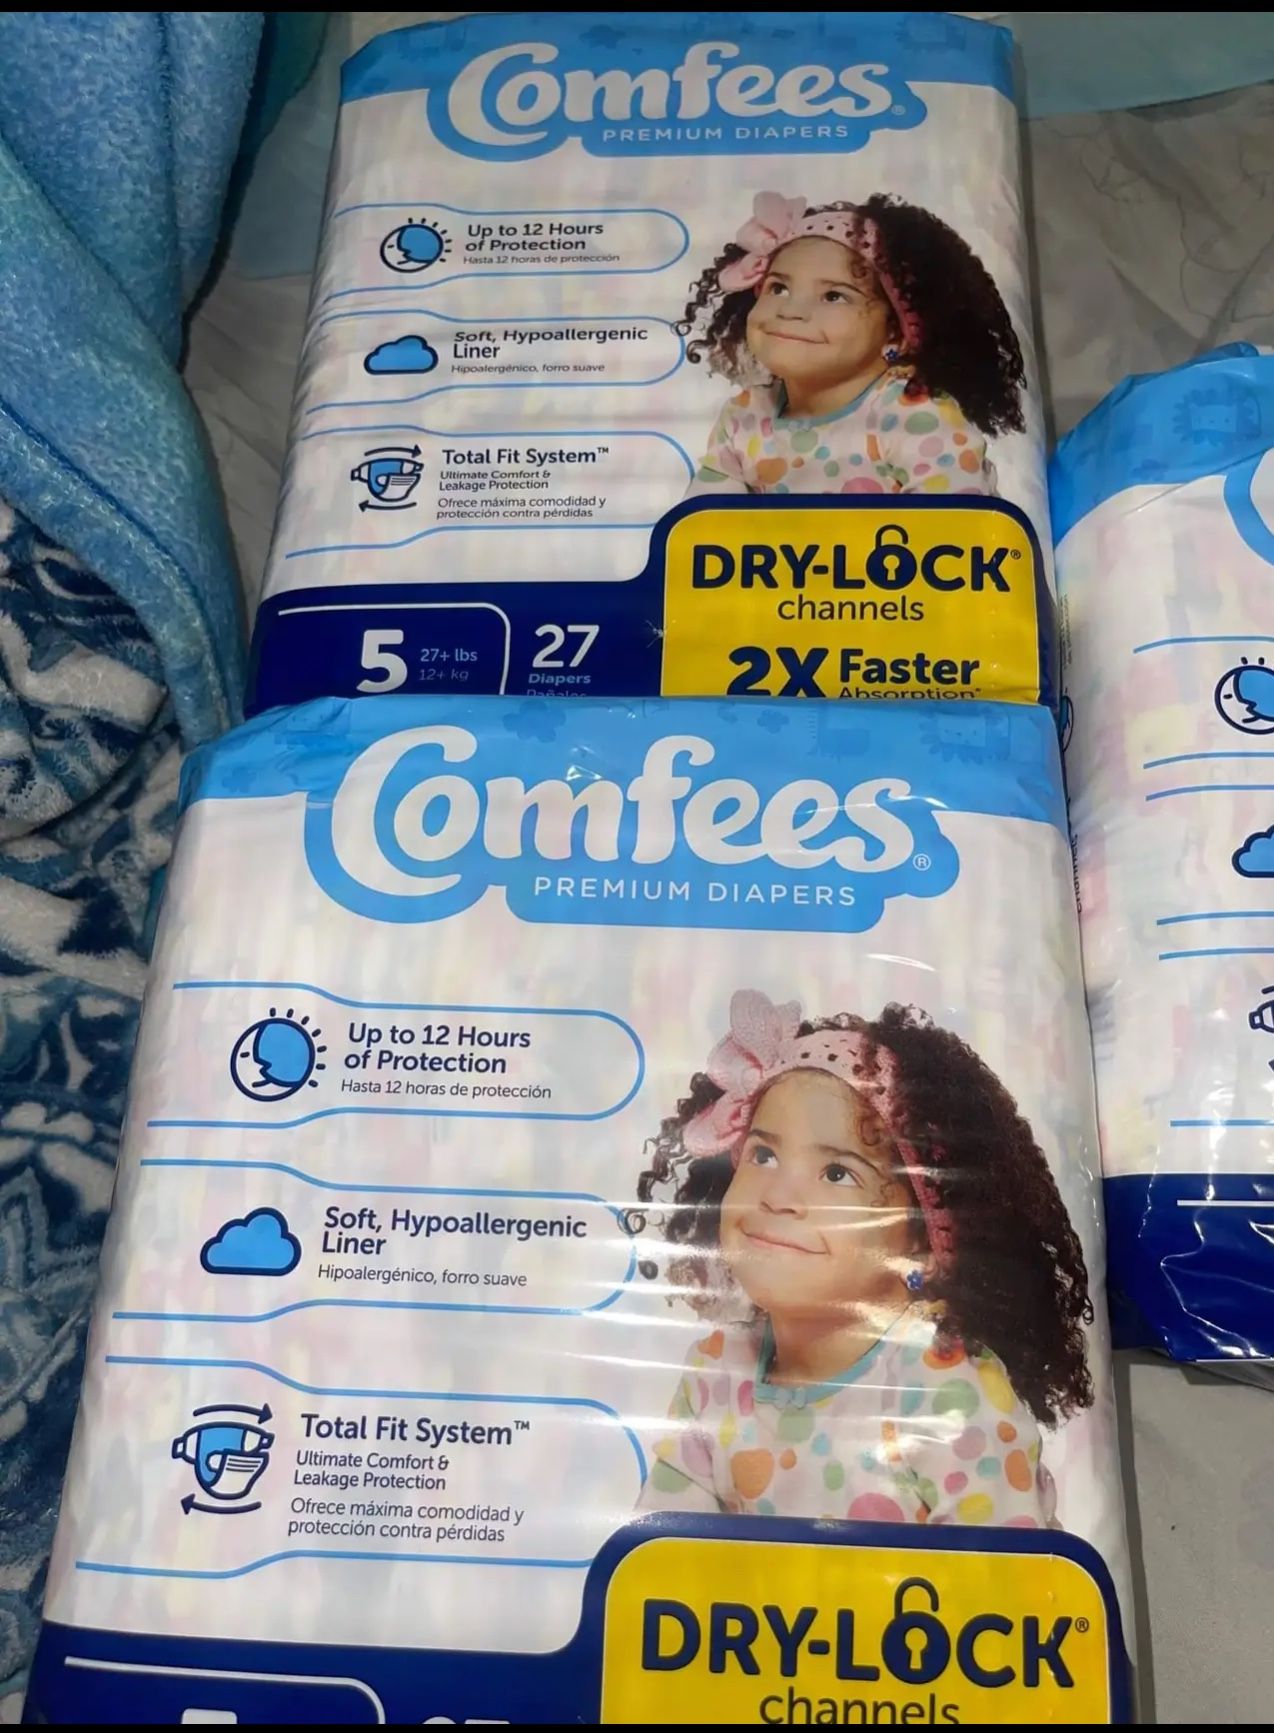 Comfees®
PREMIUM DIAPERS
Up to 12 Hours
of Protection
Hasta 12 horas de protección
Soft, Hypoallergenic
Liner
Hipoalergénico, forro suave
Total Fit System™
Ultimate Comfort &
Leakage Protection
Ofrece máxima comodidad y
protección contra pérdidas
DRY-LOCK®
channels
2X Faster
Absorption*
5
27+ lbs
12+ kg
27
Diapers
Pañales
Comfees®
PREMIUM DIAPERS
Up to 12 Hours
of Protection
Hasta 12 horas de protección
Soft, Hypoallergenic
Liner
Hipoalergénico, forro suave
Total Fit System™
Ultimate Comfort &
Leakage Protection
Ofrece máxima comodidad y
protección contra pérdidas
DRY-LOCK®
channels